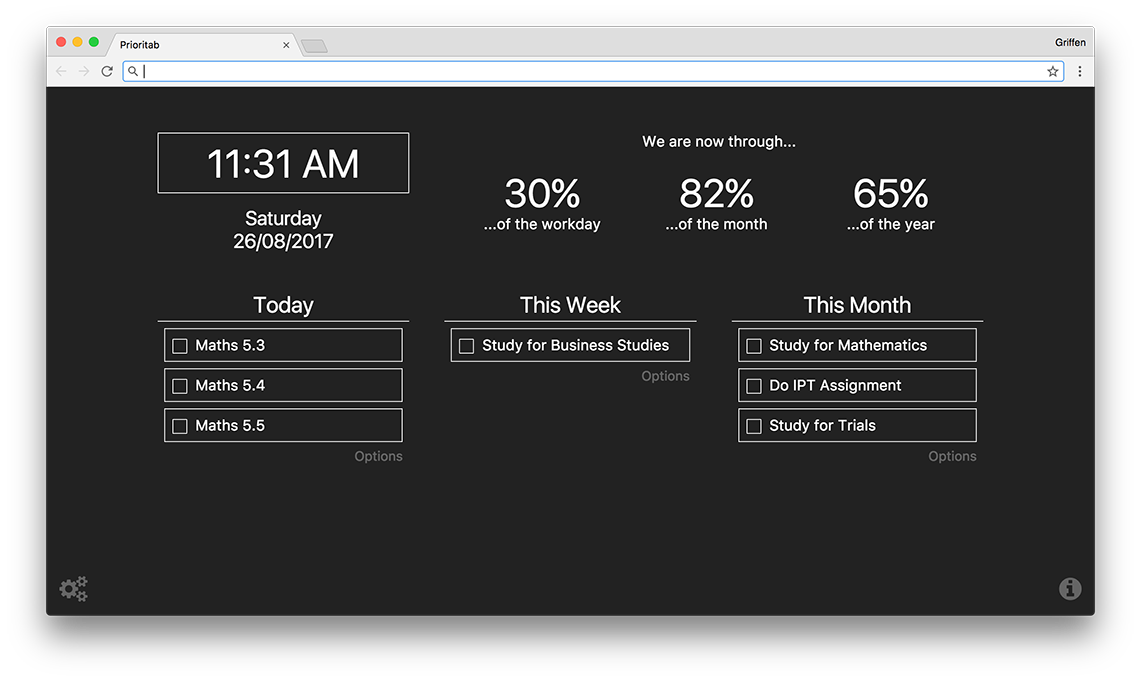 Prioritab
Griffen
11:31 AM
Saturday
26/08/2017
We are now through...
30%
...of the workday
82%
...of the month
65%
...of the year
Today
Maths 5.3
Maths 5.4
Maths 5.5
Options
This Week
Study for Business Studies
Options
This Month
Study for Mathematics
Do IPT Assignment
Study for Trials
Options